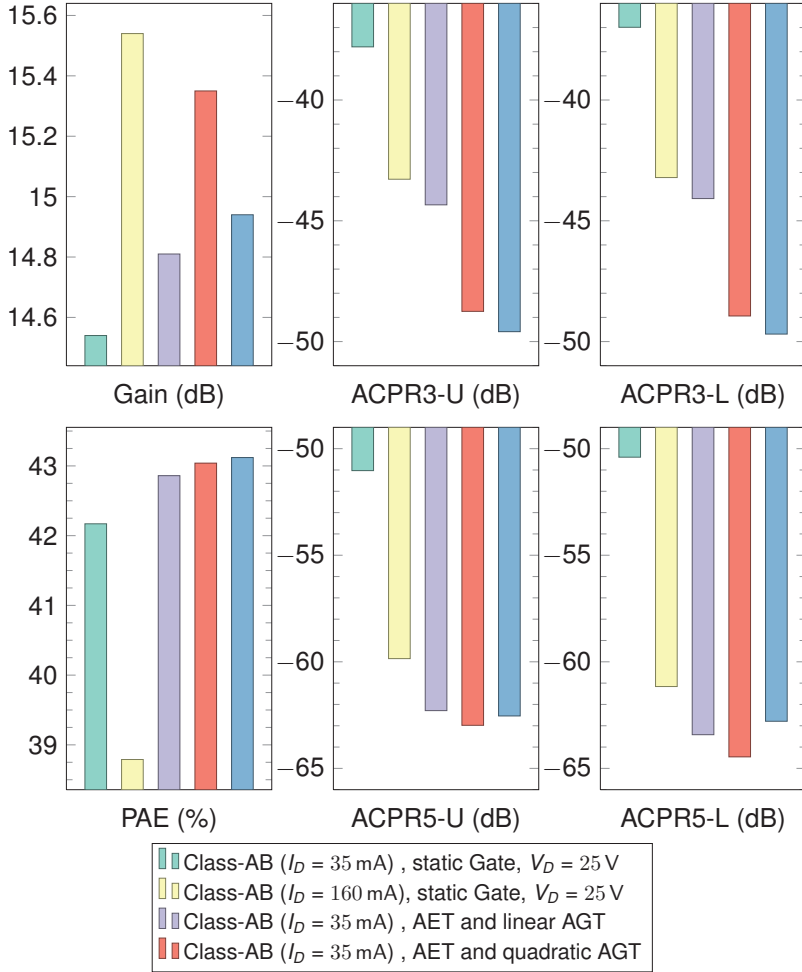 15.6
15.4
15.2
15
14.8
14.6
Gain (dB)
−40
−45
−50
ACPR3-U (dB)
−40
−45
−50
ACPR3-L (dB)
43
42
41
40
39
PAE (%)
−50
−55
−60
−65
ACPR5-U (dB)
−50
−55
−60
−65
ACPR5-L (dB)
Class-AB (I_D = 35 mA) , static Gate, V_D = 25 V
Class-AB (I_D = 160 mA), static Gate, V_D = 25 V
Class-AB (I_D = 35 mA) , AET and linear AGT
Class-AB (I_D = 35 mA) , AET and quadratic AGT